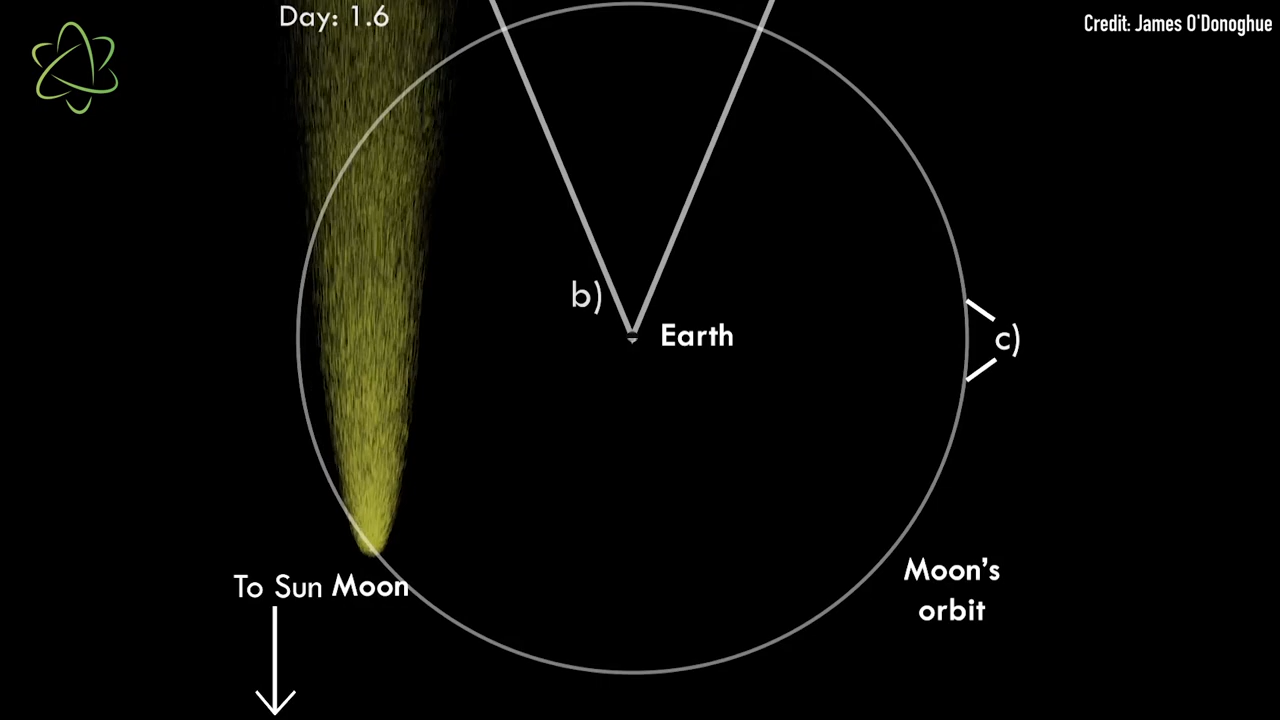 Day: 1.6
Credit: James O'Donoghue
b)
Earth
c)
Moon's
orbit
To Sun Moon